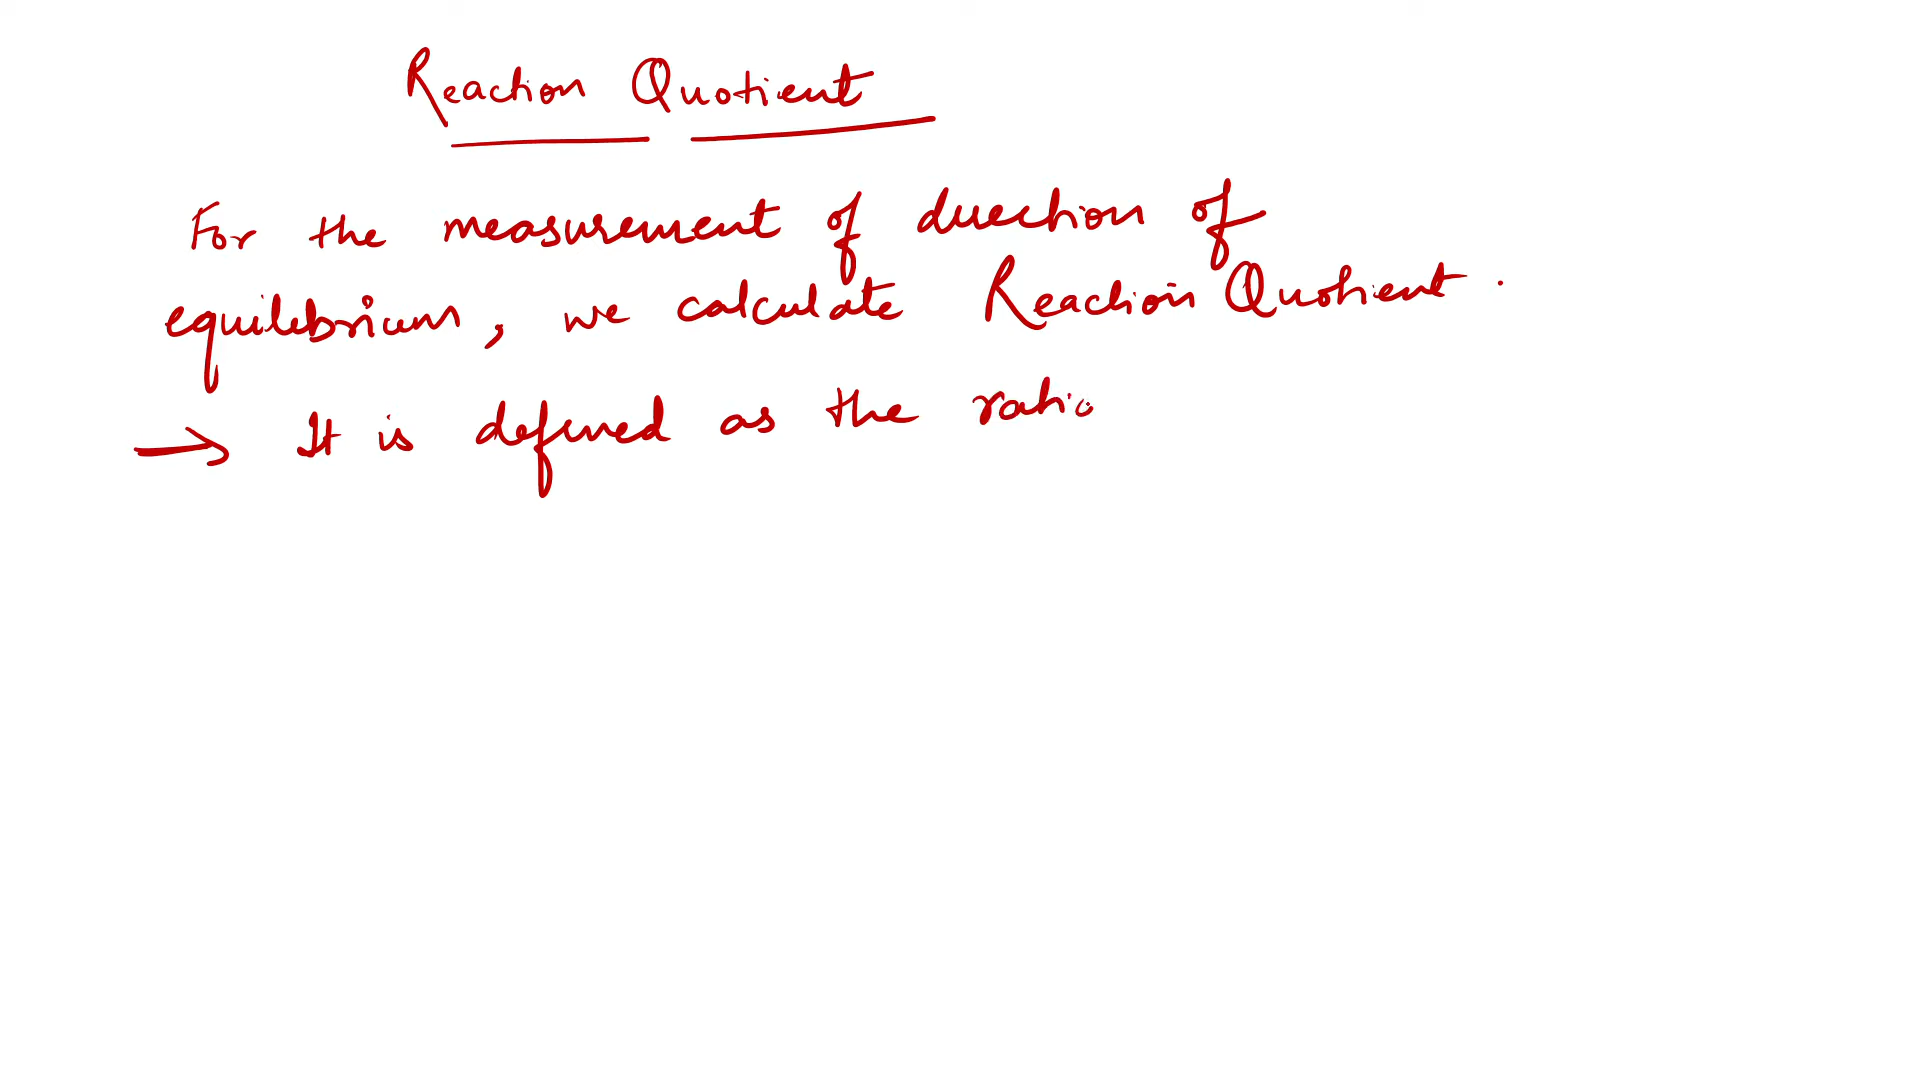 Reaction Quotient
For the measurement of direction of
equilibrium, we calculate Reaction Quotient.
→ It is defined as the ratio